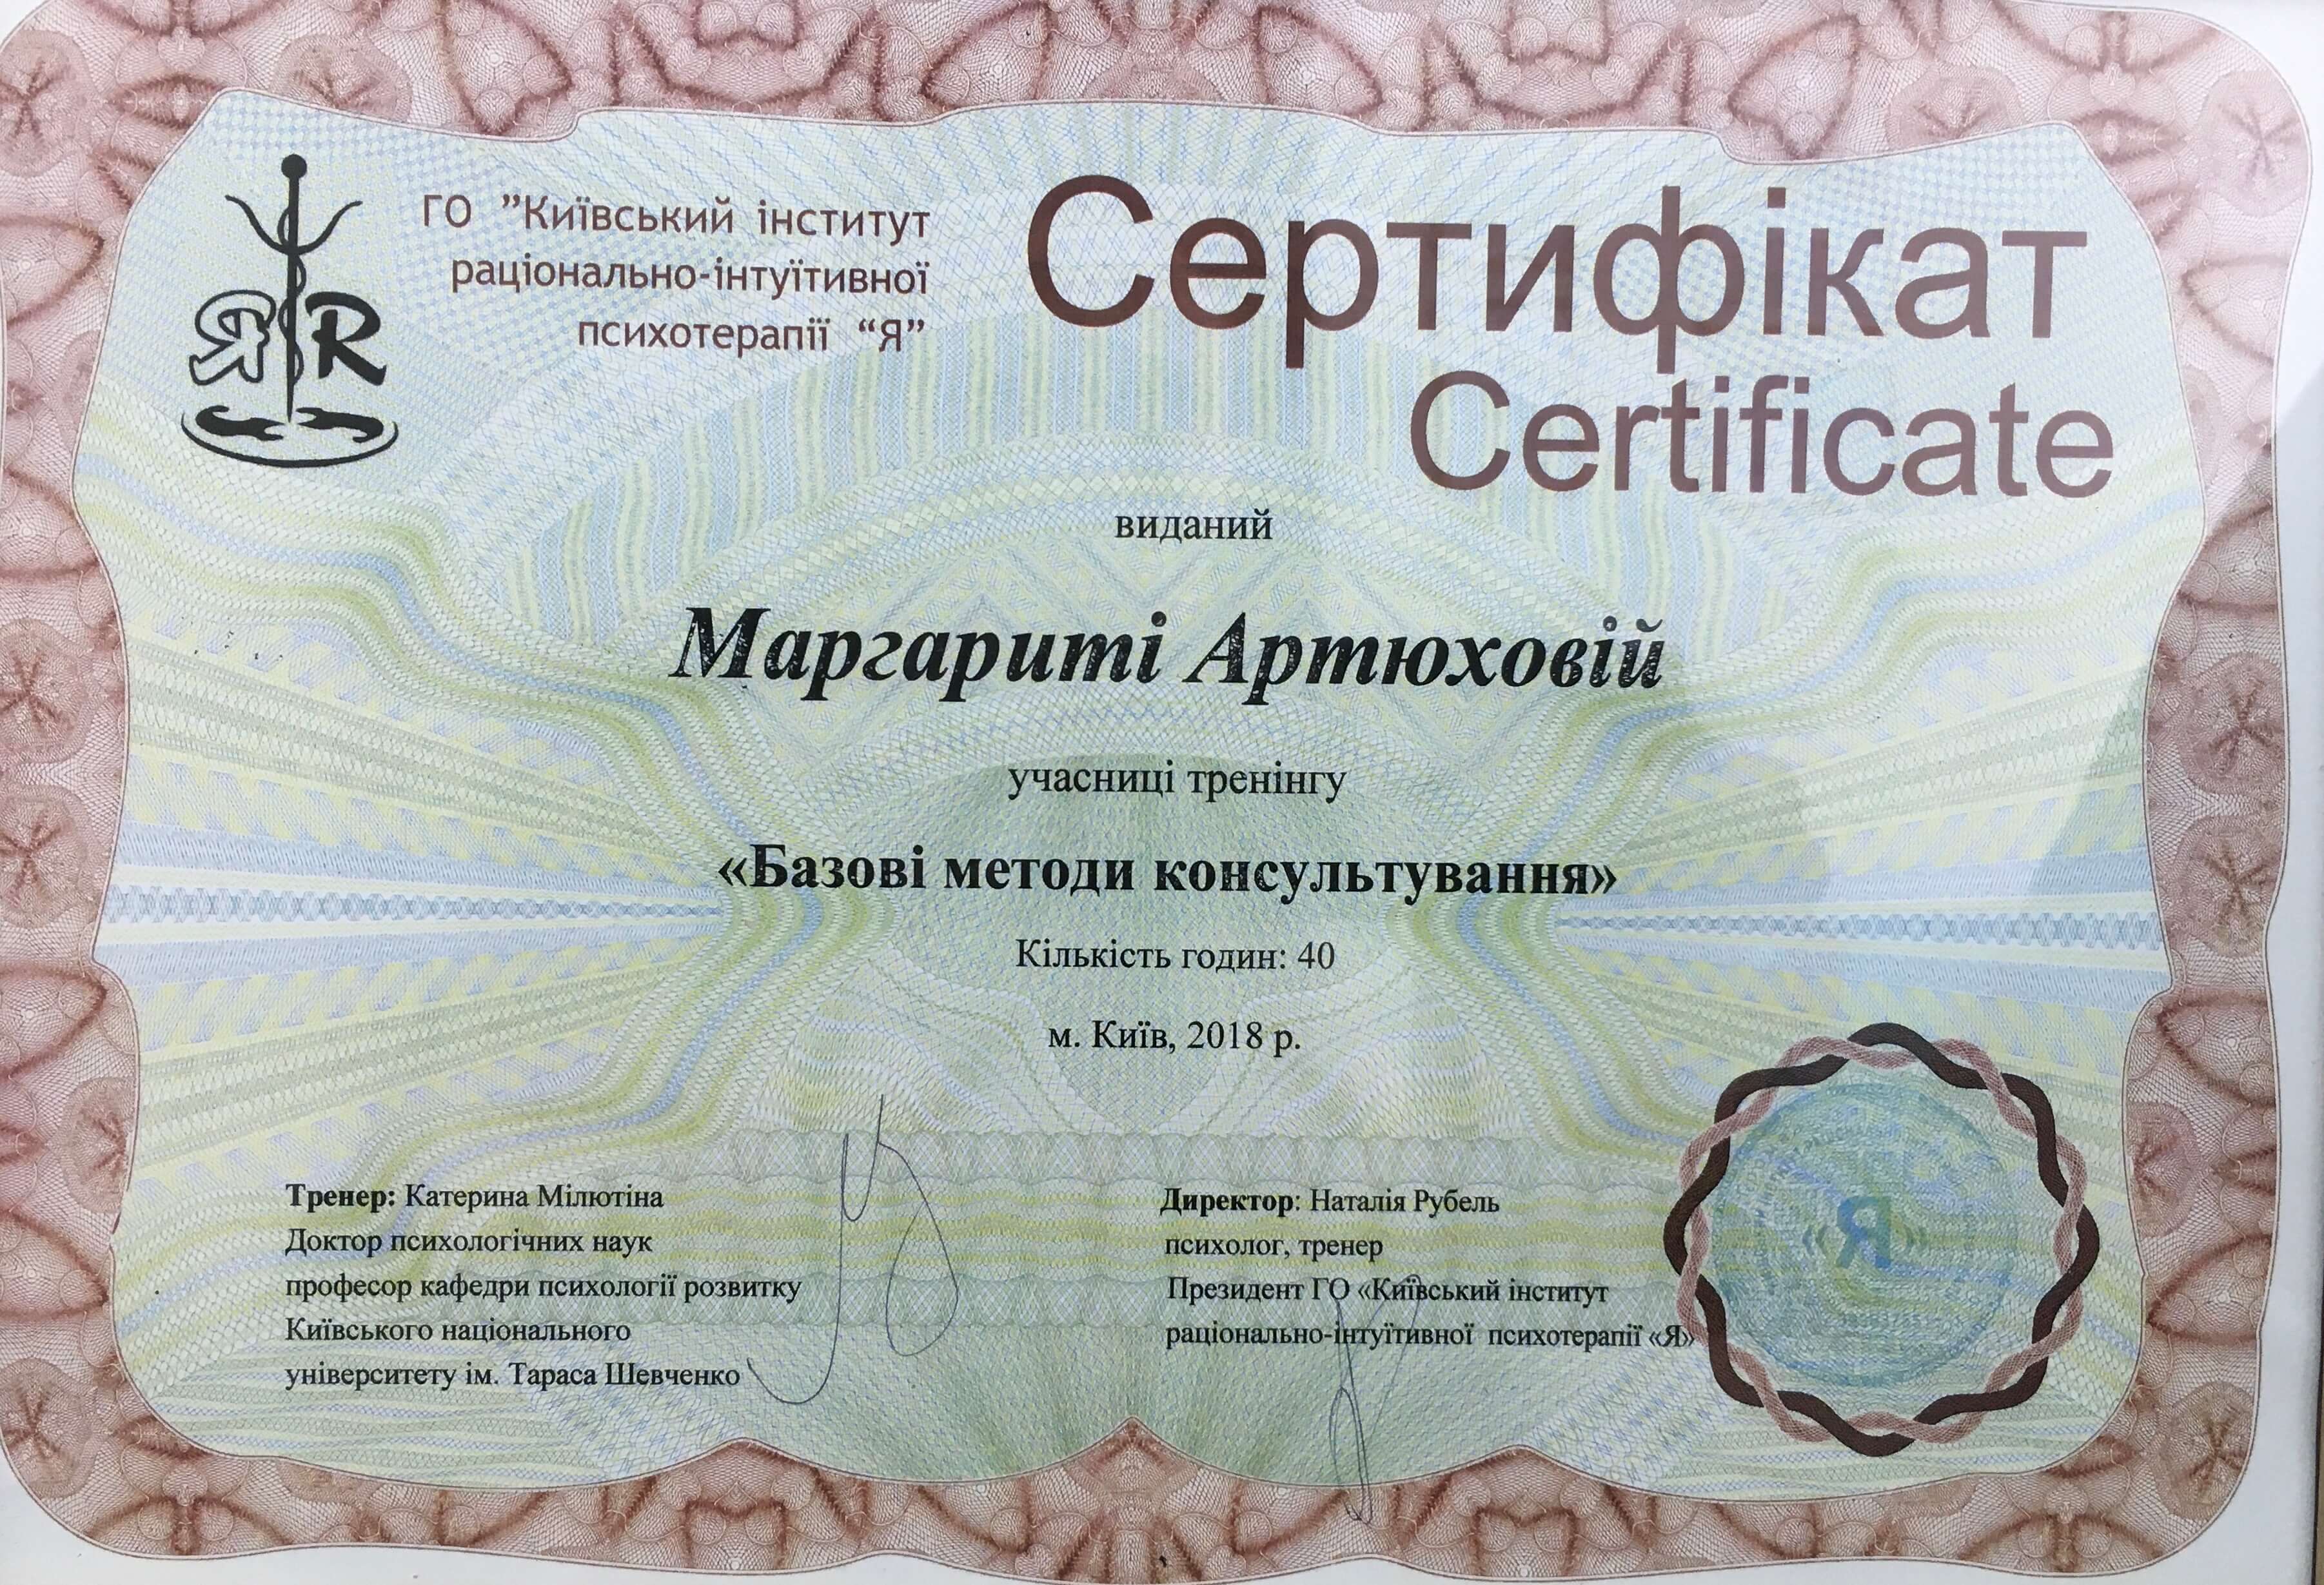 ГО "Київський інститут
раціонально-інтуїтивної
психотерапії “Я”
Сертифікат
Certificate
виданий
Маргариті Артюховій
учасниці тренінгу
«Базові методи консультування»
Кількість годин: 40
м. Київ, 2018 р.
Тренер: Катерина Мілютіна
Доктор психологічних наук
професор кафедри психології розвитку
Київського національного
університету ім. Тараса Шевченко
Директор: Наталія Рубель
психолог, тренер
Президент ГО «Київський інститут
раціонально-інтуїтивної психотерапії «Я»
«Я»
ЯR